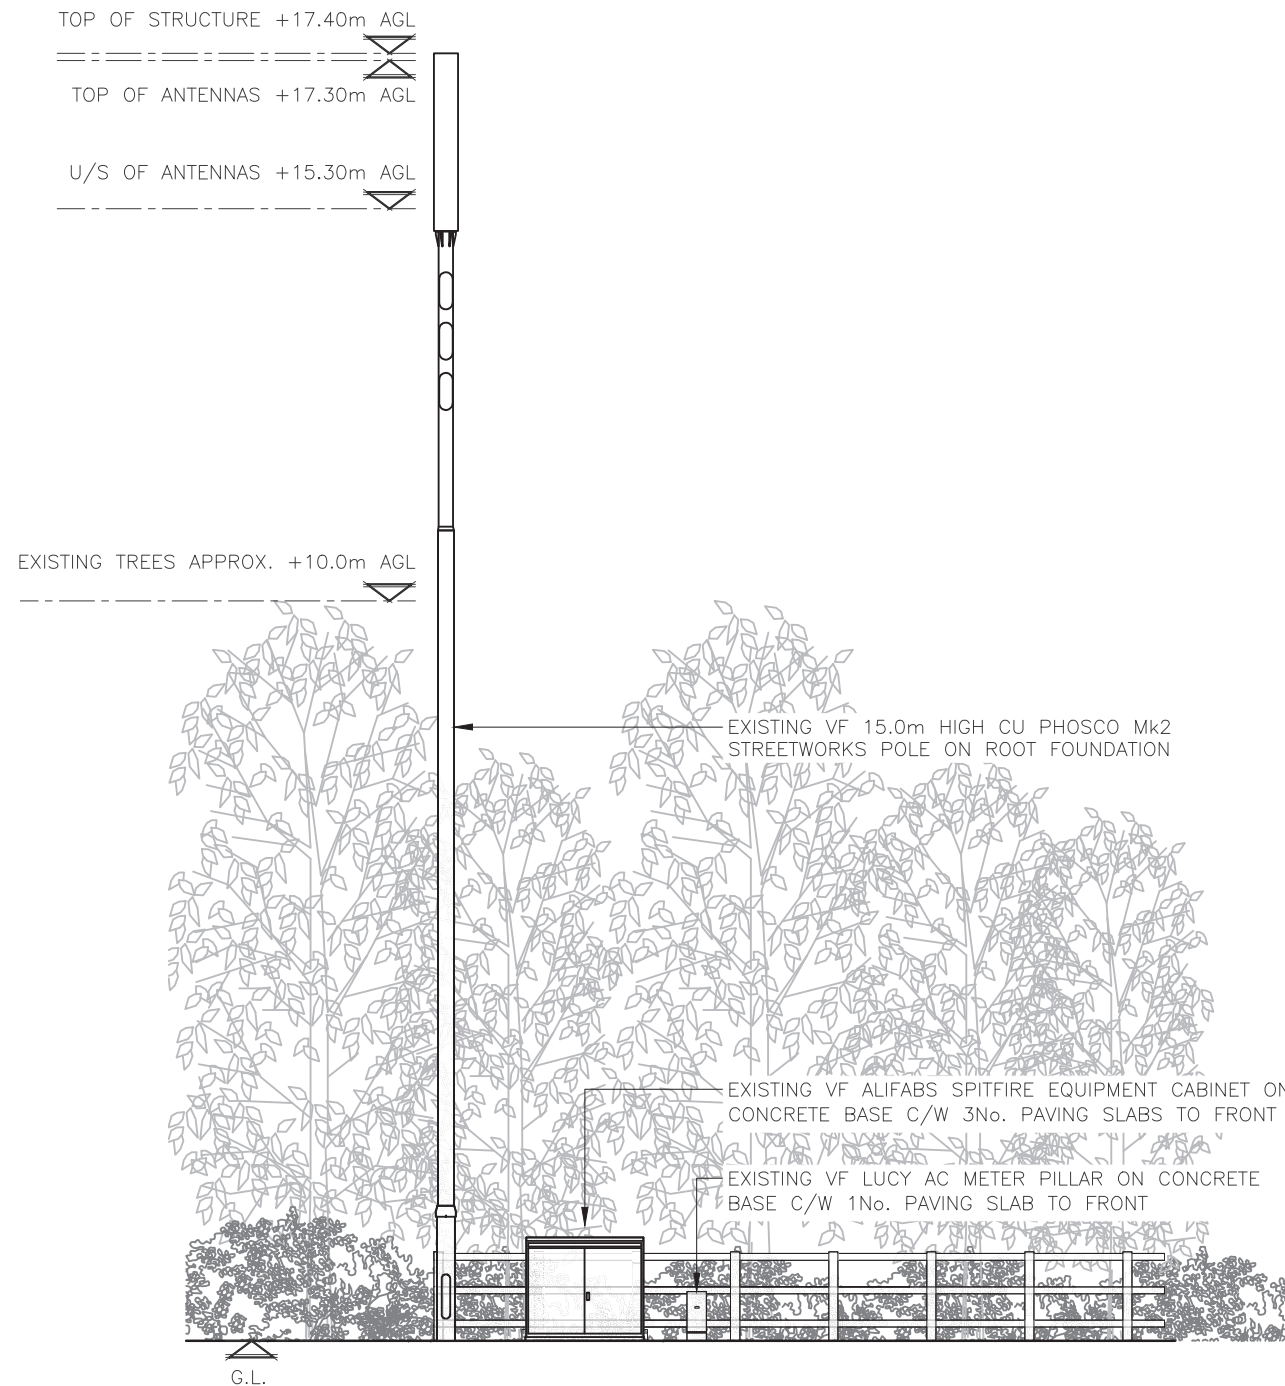 TOP OF STRUCTURE +17.40m AGL
TOP OF ANTENNAS +17.30m AGL
U/S OF ANTENNAS +15.30m AGL
EXISTING TREES APPROX. +10.0m AGL
EXISTING VF 15.0m HIGH CU PHOSCO Mk2
STREETWORKS POLE ON ROOT FOUNDATION
EXISTING VF ALIFABS SPITFIRE EQUIPMENT CABINET ON
CONCRETE BASE C/W 3No. PAVING SLABS TO FRONT
EXISTING VF LUCY AC METER PILLAR ON CONCRETE
BASE C/W 1No. PAVING SLAB TO FRONT
G.L.